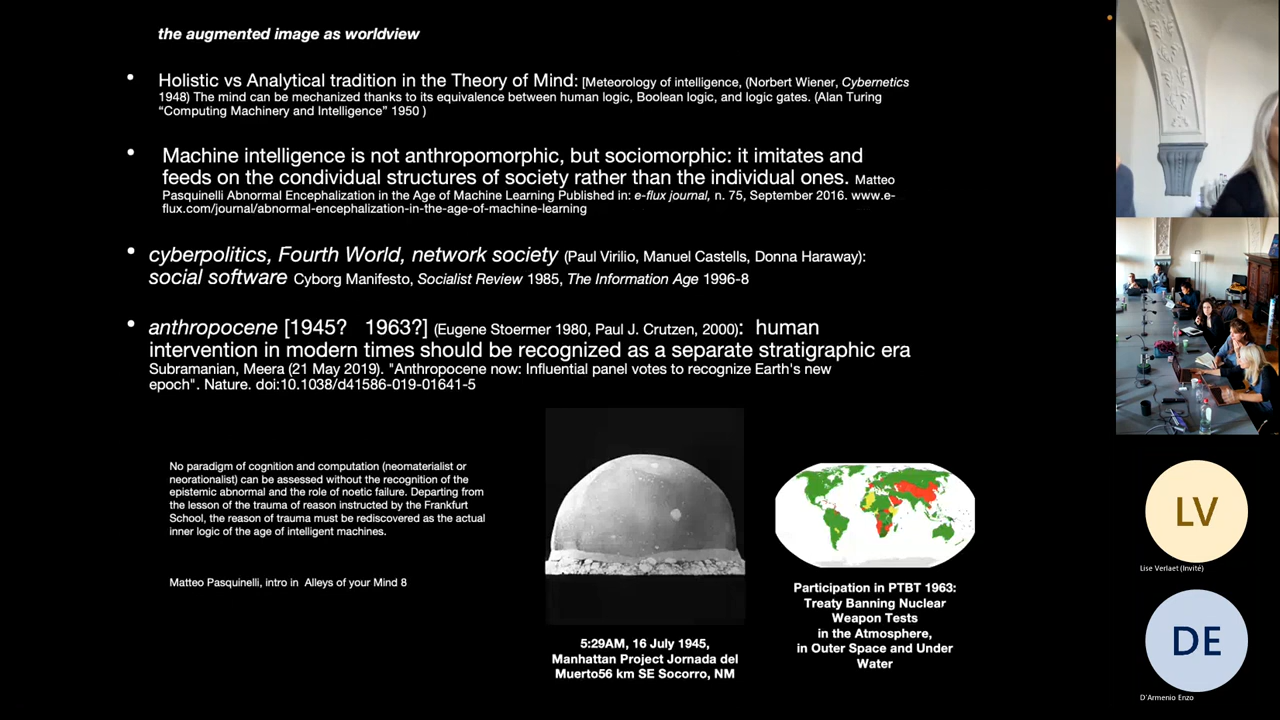 the augmented image as worldview
• Holistic vs Analytical tradition in the Theory of Mind: [Meteorology of intelligence, (Norbert Wiener, Cybernetics
1948) The mind can be mechanized thanks to its equivalence between human logic, Boolean logic, and logic gates. (Alan Turing
“Computing Machinery and Intelligence” 1950 )
• Machine intelligence is not anthropomorphic, but sociomorphic: it imitates and
feeds on the condividual structures of society rather than the individual ones. Matteo
Pasquinelli Abnormal Encephalization in the Age of Machine Learning Published in: e-flux journal, n. 75, September 2016. www.e-
flux.com/journal/abnormal-encephalization-in-the-age-of-machine-learning
• cyberpolitics, Fourth World, network society (Paul Virilio, Manuel Castells, Donna Haraway):
social software Cyborg Manifesto, Socialist Review 1985, The Information Age 1996-8
• anthropocene [1945? 1963?] (Eugene Stoermer 1980, Paul J. Crutzen, 2000): human
intervention in modern times should be recognized as a separate stratigraphic era
Subramanian, Meera (21 May 2019). "Anthropocene now: Influential panel votes to recognize Earth's new
epoch". Nature. doi:10.1038/d41586-019-01641-5
No paradigm of cognition and computation (neomaterialist or
neorationalist) can be assessed without the recognition of the
epistemic abnormal and the role of noetic failure. Departing from
the lesson of the trauma of reason instructed by the Frankfurt
School, the reason of trauma must be rediscovered as the actual
inner logic of the age of intelligent machines.
Matteo Pasquinelli, intro in Alleys of your Mind 8
5:29AM, 16 July 1945,
Manhattan Project Jornada del
Muerto56 km SE Socorro, NM
Participation in PTBT 1963:
Treaty Banning Nuclear
Weapon Tests
in the Atmosphere,
in Outer Space and Under
Water
LV
Lise Verlaet (Invité)
DE
D'Armenio Enzo